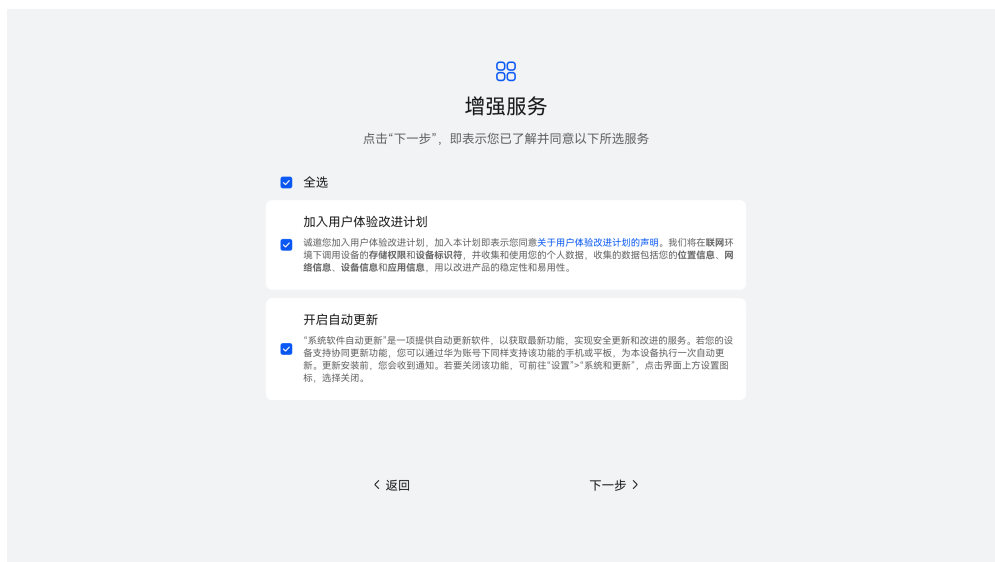 增强服务
点击“下一步”，即表示您已了解并同意以下所选服务
全选
加入用户体验改进计划
诚邀您加入用户体验改进计划，加入本计划即表示您同意关于用户体验改进计划的声明。我们将在联网环
境下调用设备的存储权限和设备标识符，并收集和使用您的个人数据，收集的数据包括您的位置信息、网
络信息、设备信息和应用信息，用以改进产品的稳定性和易用性。
开启自动更新
“系统软件自动更新”是一项提供自动更新软件，以获取最新功能，实现安全更新和改进的服务。若您的设
备支持协同更新功能，您可以通过华为账号下同样支持该功能的手机或平板，为本设备执行一次自动更
新。更新安装前，您会收到通知。若要关闭该功能，可前往“设置”>“系统和更新”，点击界面上方设置图
标，选择关闭。
返回
下一步